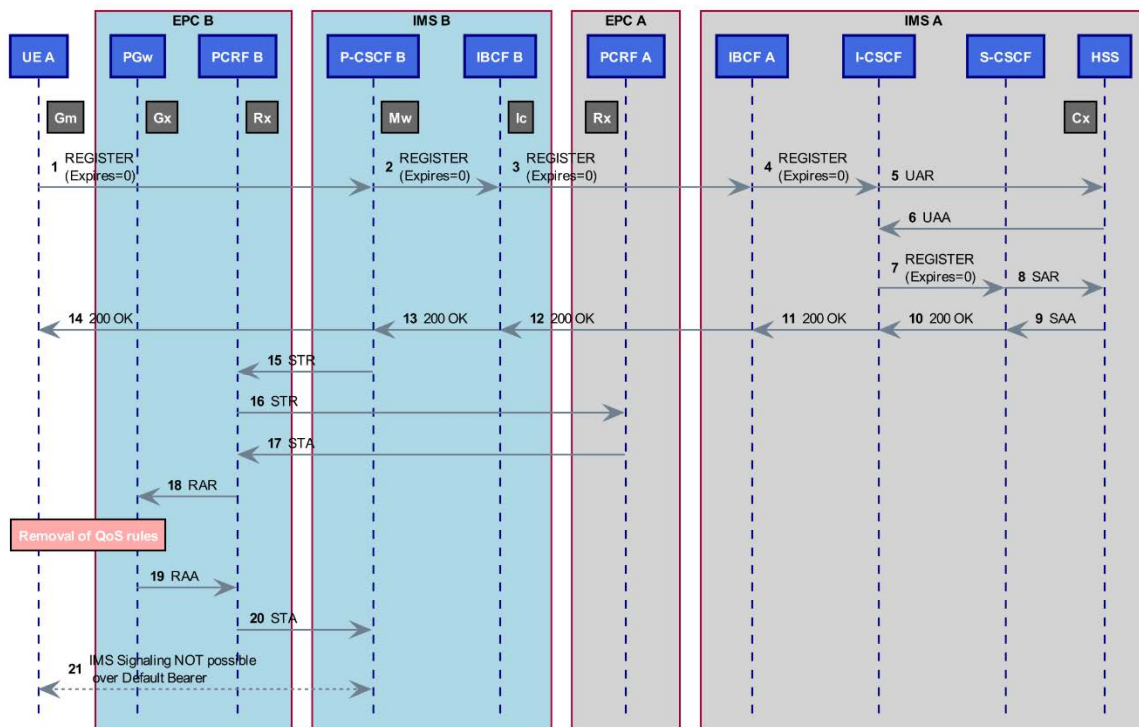 EPC B
IMS B
EPC A
IMS A
UE A
PGw
PCRF B
P-CSCF B
IBCF B
PCRF A
IBCF A
I-CSCF
S-CSCF
HSS
Gm
Gx
Rx
Mw
Ic
Rx
Cx
1 REGISTER
(Expires=0)
2 REGISTER
(Expires=0)
3 REGISTER
(Expires=0)
4 REGISTER
(Expires=0)
5 UAR
6 UAA
7 REGISTER
(Expires=0)
8 SAR
14 200 OK
13 200 OK
12 200 OK
11 200 OK
10 200 OK
9 SAA
15 STR
16 STR
17 STA
18 RAR
Removal of QoS rules
19 RAA
20 STA
21 IMS Signaling NOT possible
over Default Bearer